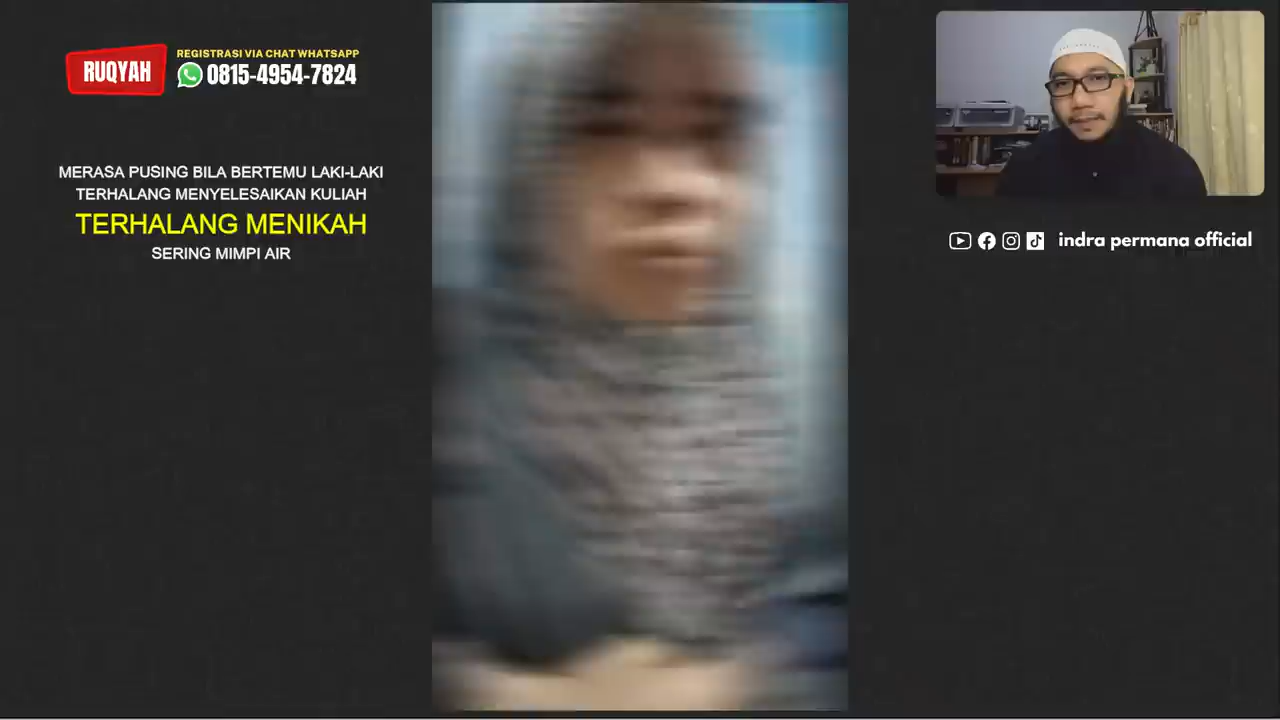 RUQYAH
REGISTRASI VIA CHAT WHATSAPP
0815-4954-7824
MERASA PUSING BILA BERTEMU LAKI-LAKI
TERHALANG MENYELESAIKAN KULIAH
TERHALANG MENIKAH
SERING MIMPI AIR
indra permana official